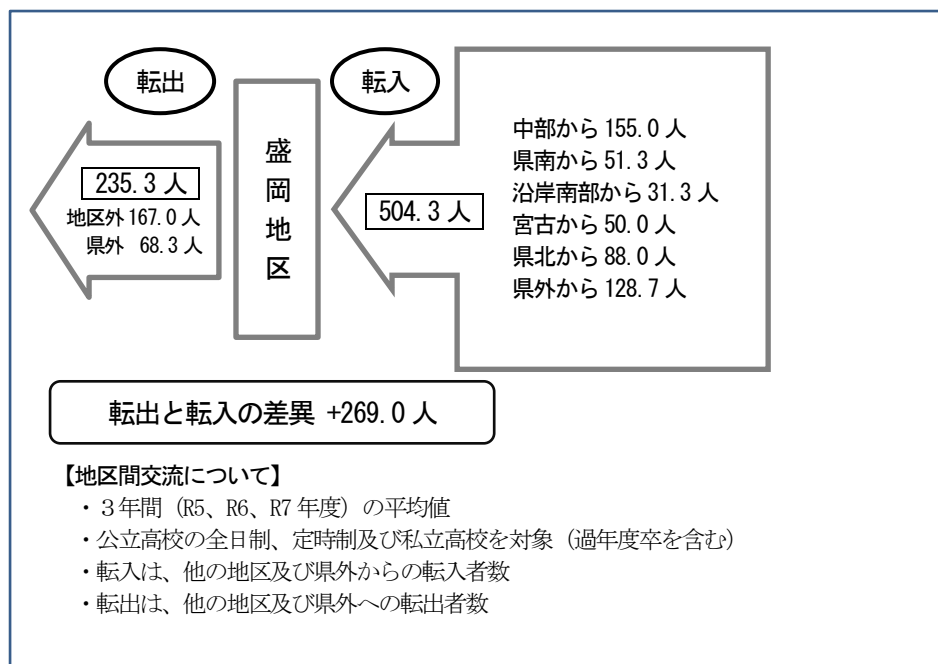 転出
転入
盛岡地区
235.3 人
地区外 167.0 人
県外 68.3 人
504.3 人
中部から 155.0 人
県南から 51.3 人
沿岸南部から 31.3 人
宮古から 50.0 人
県北から 88.0 人
県外から 128.7 人
転出と転入の差異 +269.0 人
【地区間交流について】
・３年間（R5、R6、R7 年度）の平均値
・公立高校の全日制、定時制及び私立高校を対象（過年度卒を含む）
・転入は、他の地区及び県外からの転入者数
・転出は、他の地区及び県外への転出者数